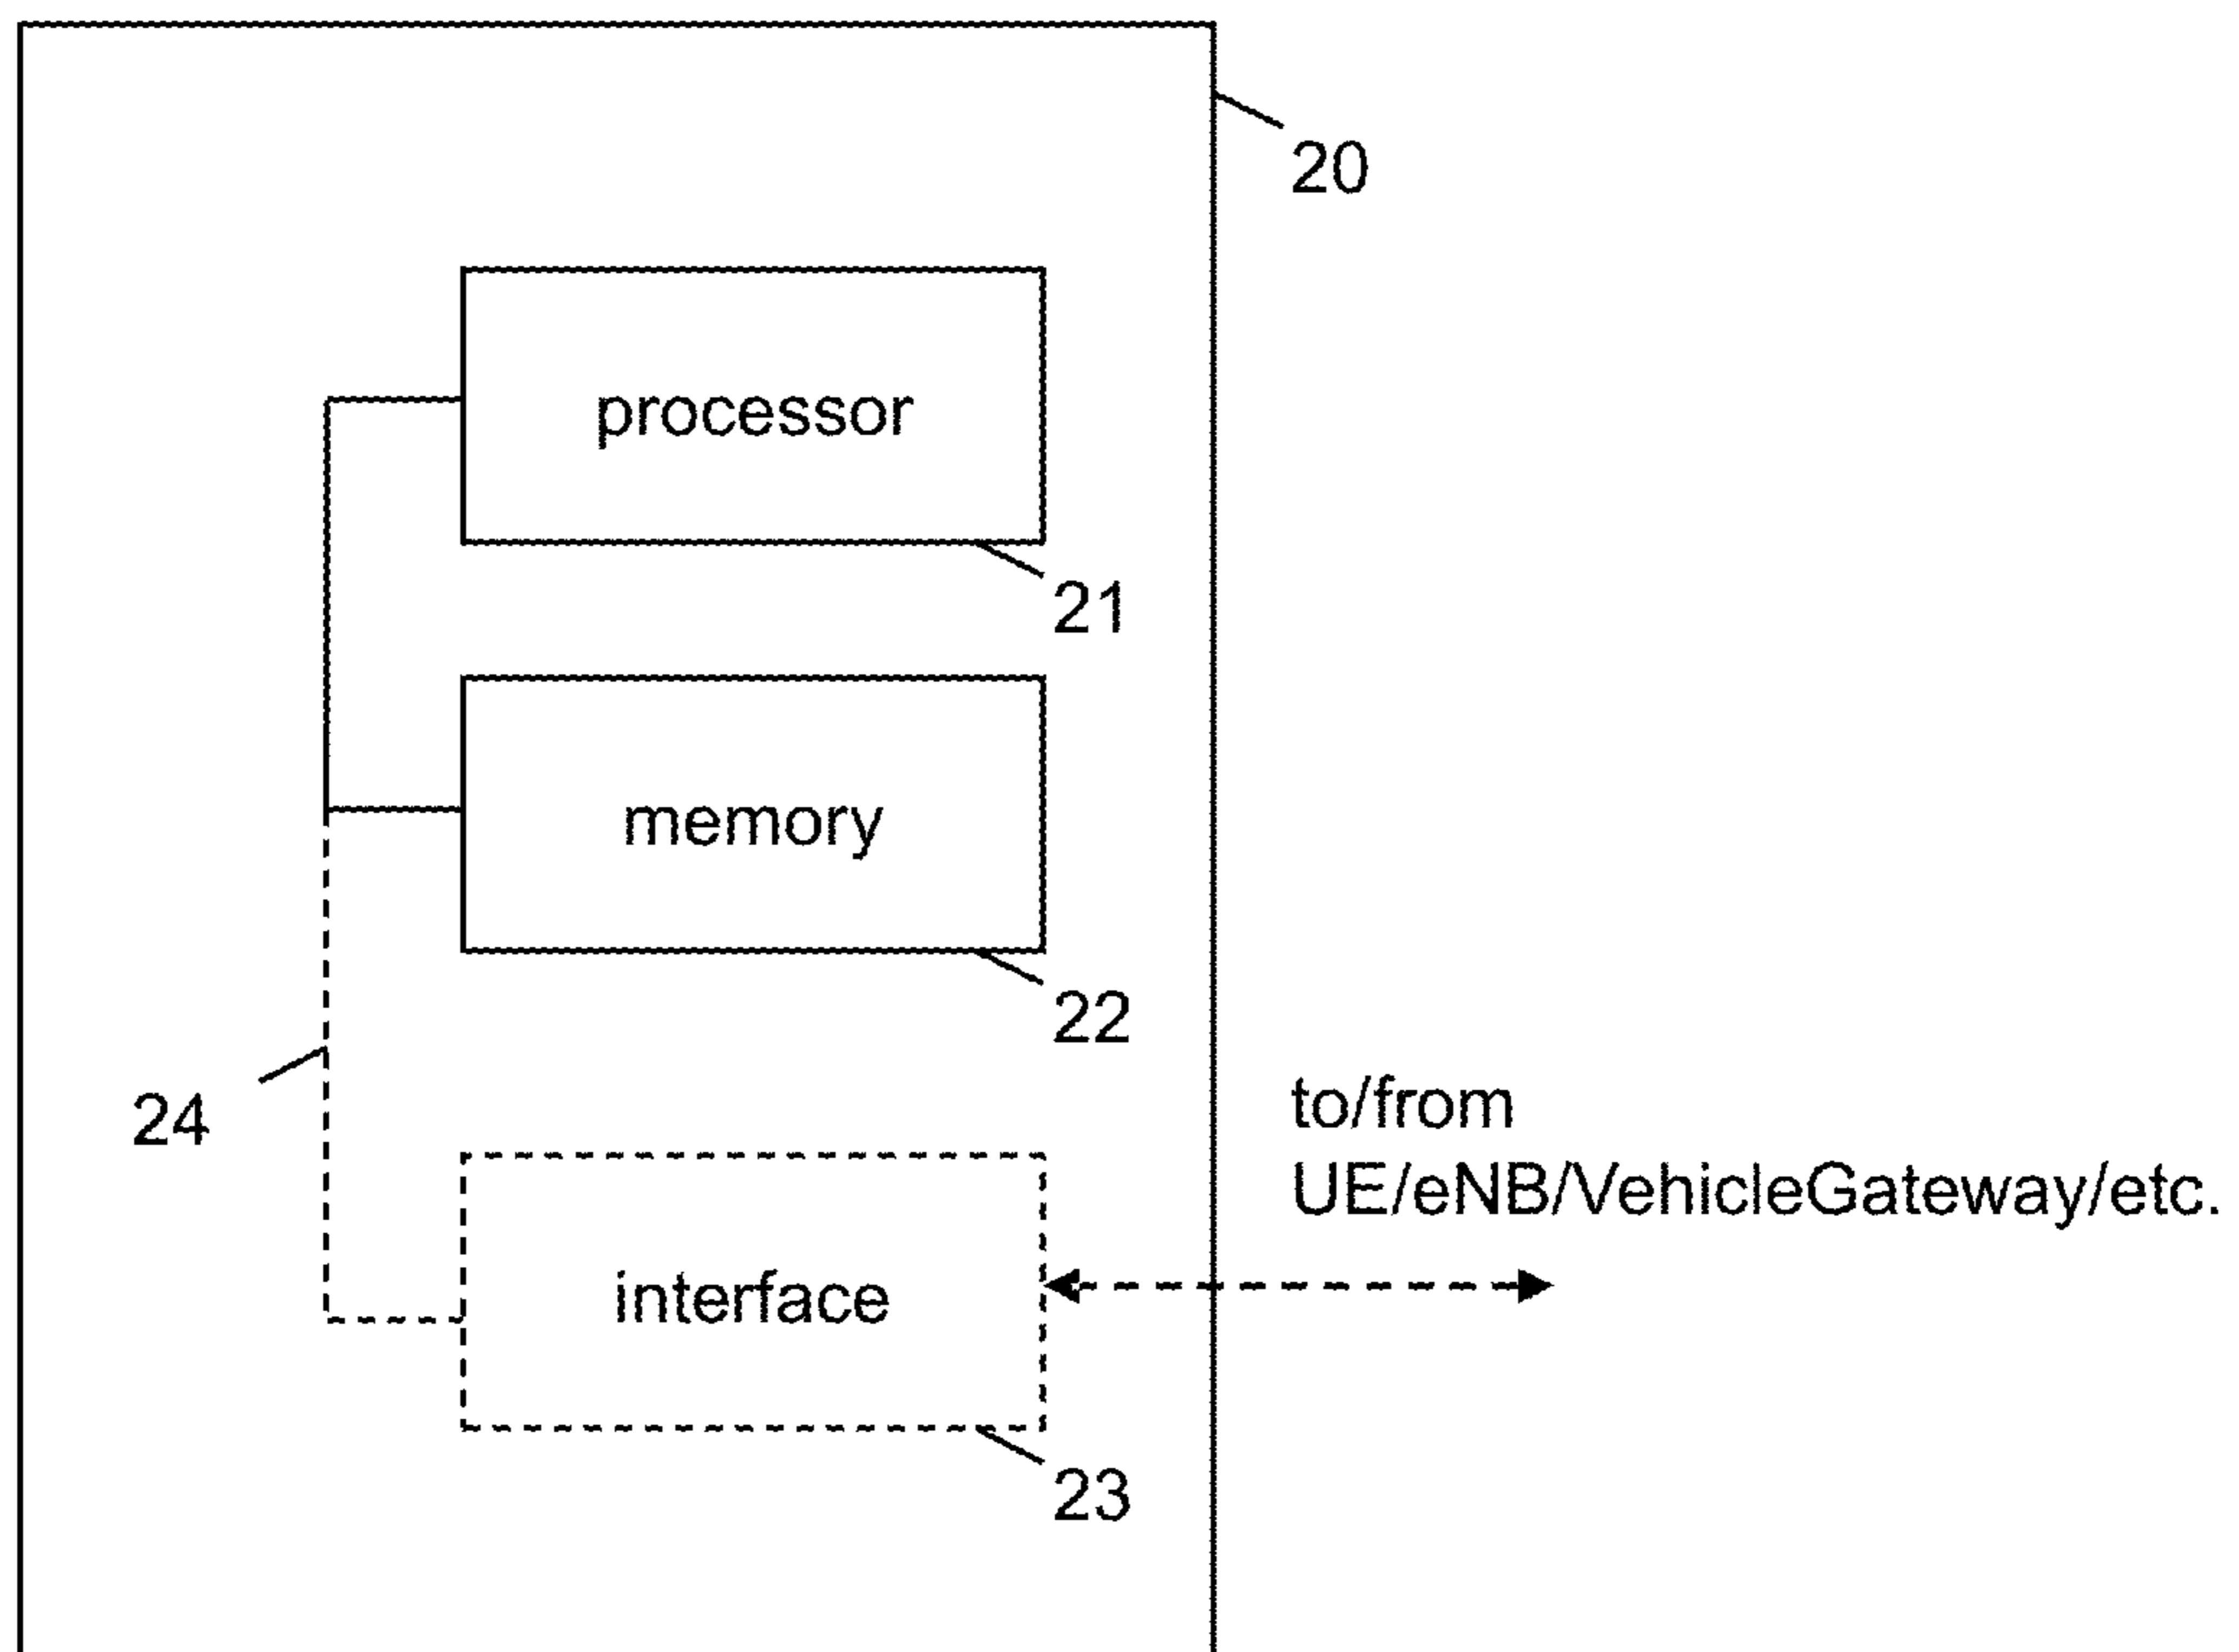 20
processor
21
memory
22
24
to/from
UE/eNB/VehicleGateway/etc.
interface
23